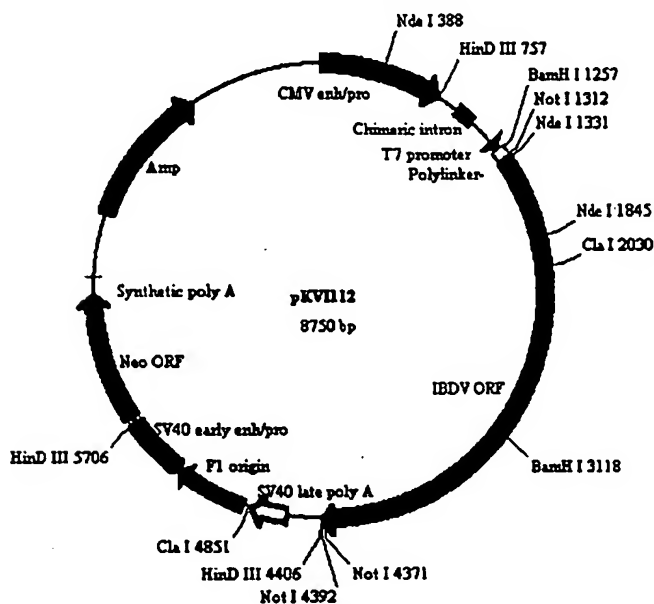 Nde I 388
HinD III 757
CMV enh/pro
BamH I 1257
Not I 1312
Nde I 1331
Chimeric intron
T7 promoter
Polylinker-
Amp
Nde I 1845
Cla I 2030
Synthetic poly A
pKVI112
8750 bp
Neo ORF
IBDV ORF
SV40 early enh/pro
HinD III 5706
F1 origin
BamH I 3118
SV40 late poly A
Cla I 4851
HinD III 4406
Not I 4371
Not I 4392